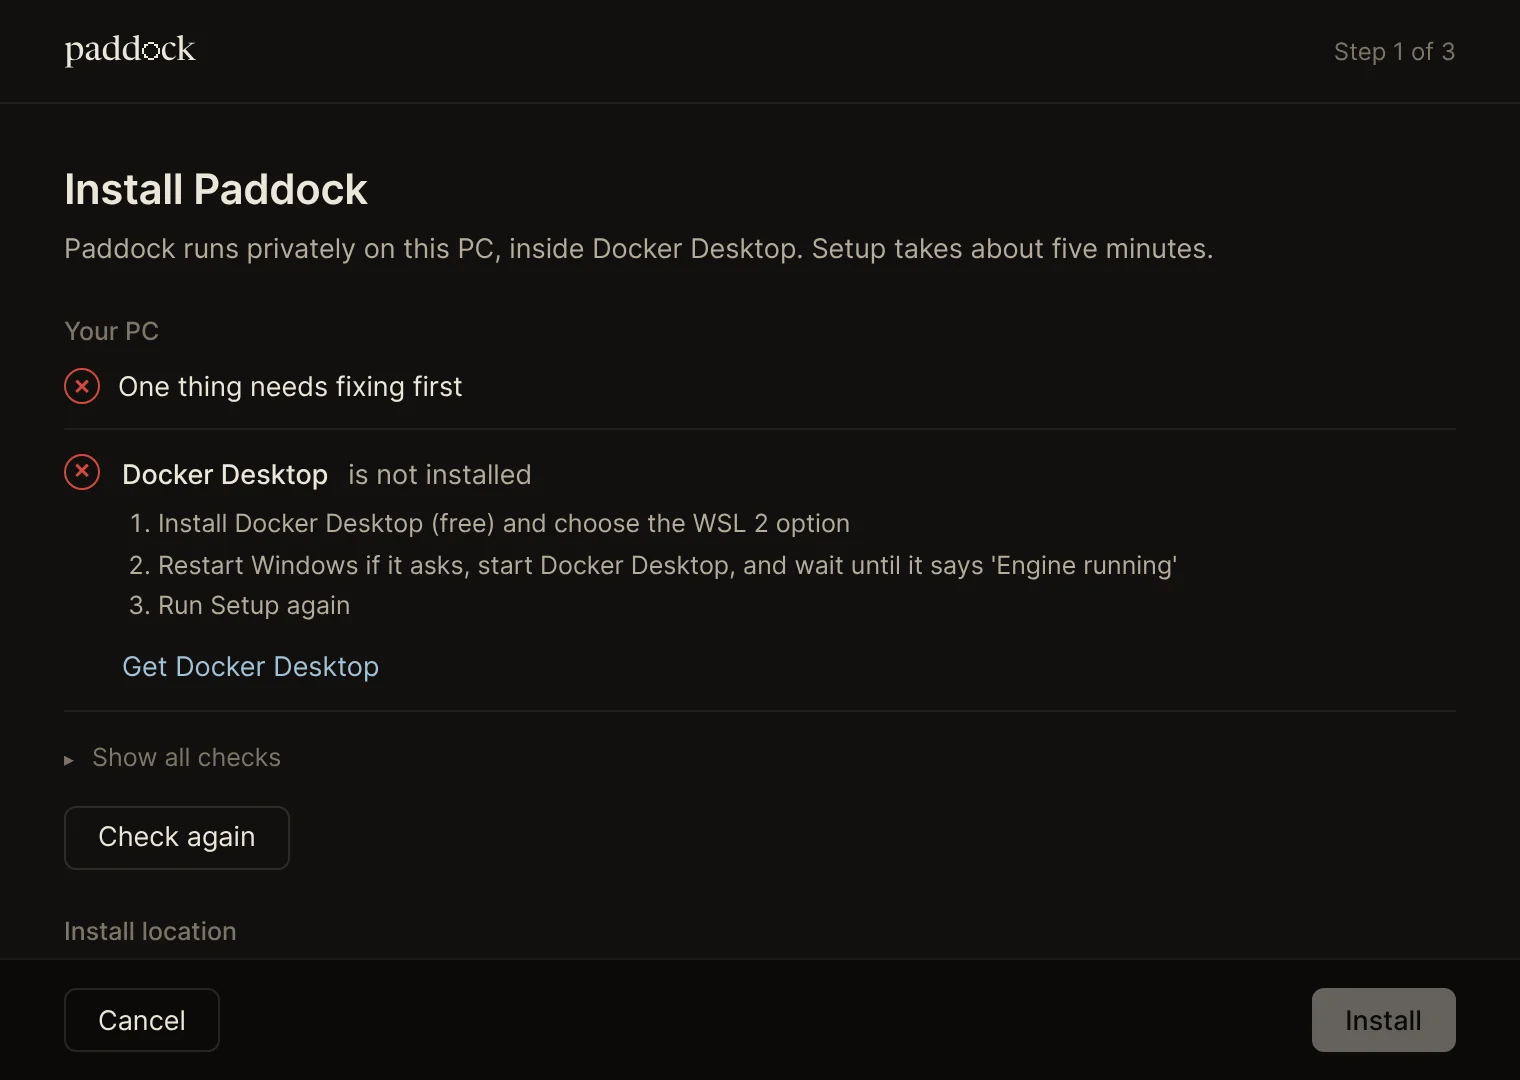 paddock
Step 1 of 3
Install Paddock
Paddock runs privately on this PC, inside Docker Desktop. Setup takes about five minutes.
Your PC
One thing needs fixing first
Docker Desktop is not installed
1. Install Docker Desktop (free) and choose the WSL 2 option
2. Restart Windows if it asks, start Docker Desktop, and wait until it says 'Engine running'
3. Run Setup again
Get Docker Desktop
Show all checks
Check again
Install location
Cancel
Install